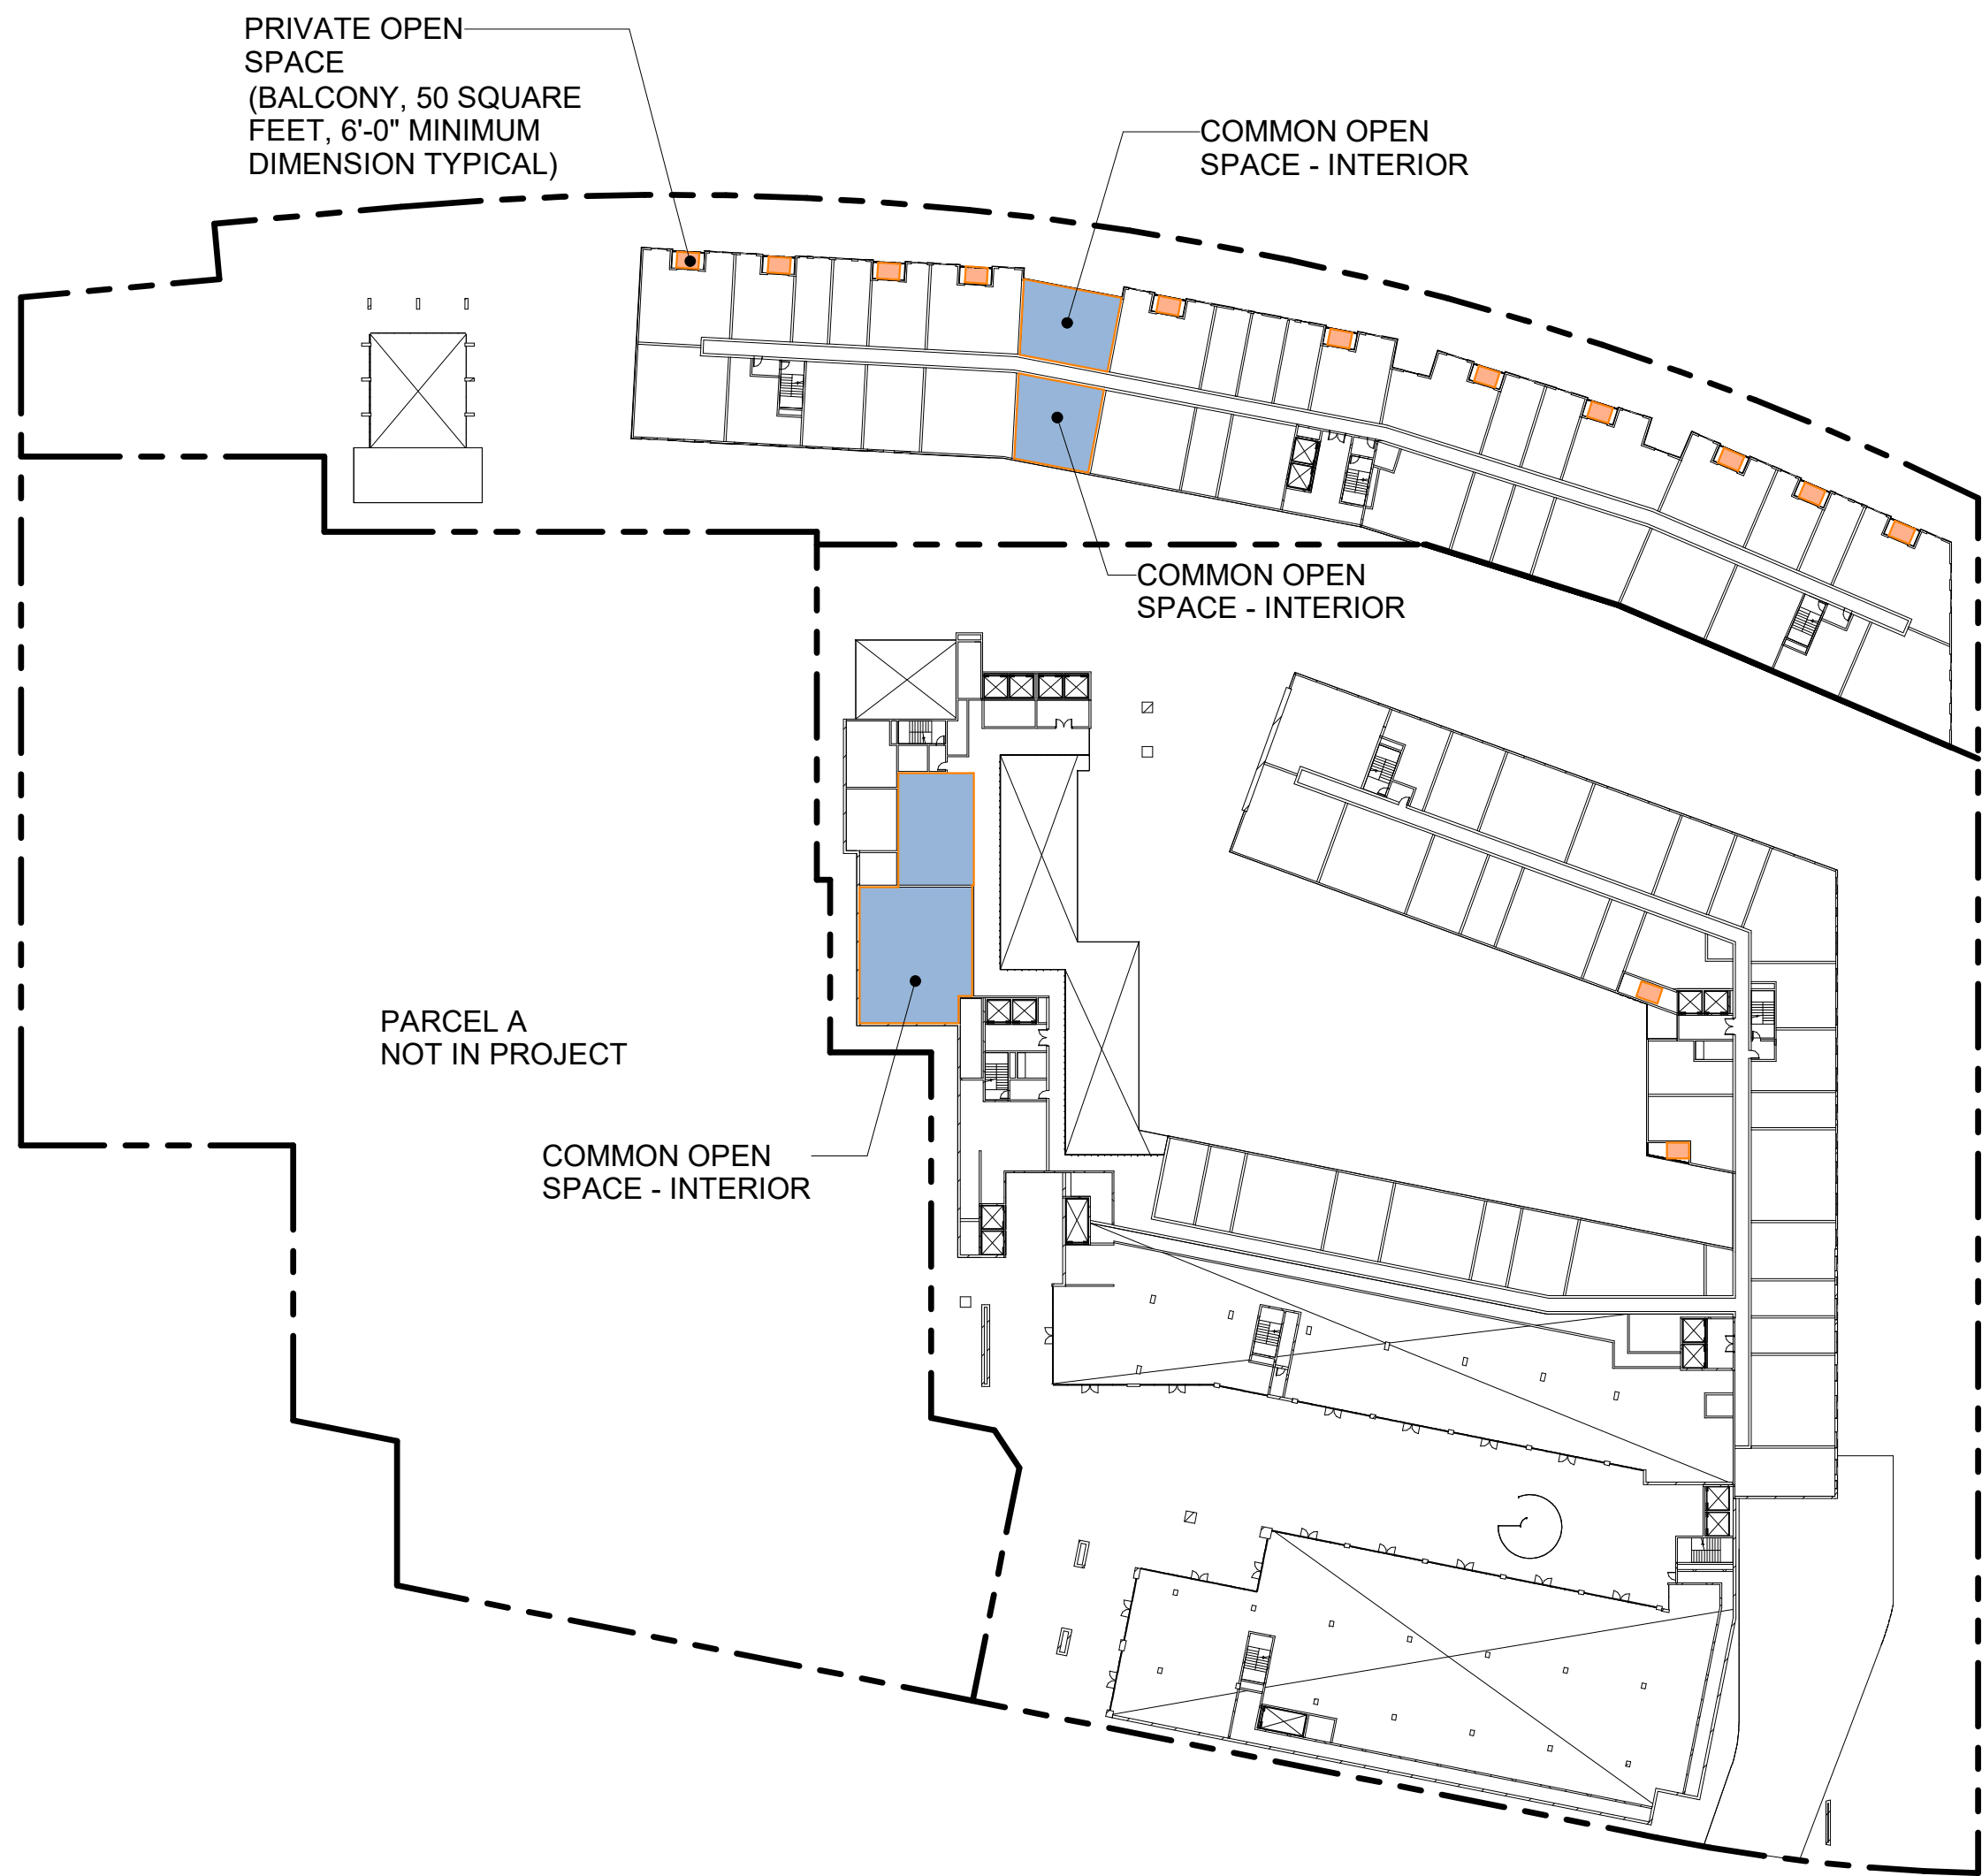 PRIVATE OPEN
SPACE
(BALCONY, 50 SQUARE
FEET, 6'-0" MINIMUM
DIMENSION TYPICAL)
COMMON OPEN
SPACE - INTERIOR
COMMON OPEN
SPACE - INTERIOR
PARCEL A
NOT IN PROJECT
COMMON OPEN
SPACE - INTERIOR